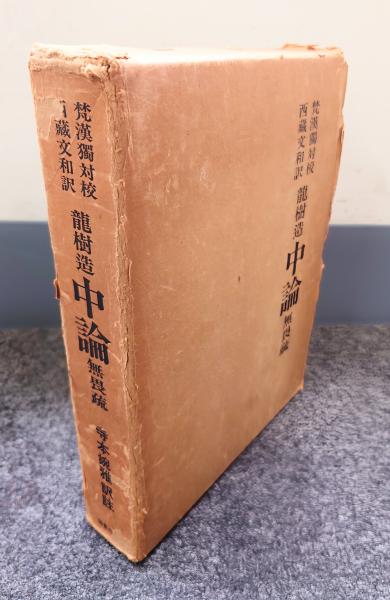 梵漢獨対校
西藏文和訳
龍樹造
中論
無畏疏
寺本婉雅訳註
梵漢獨対校
西藏文和訳
龍樹造
中論
無畏疏